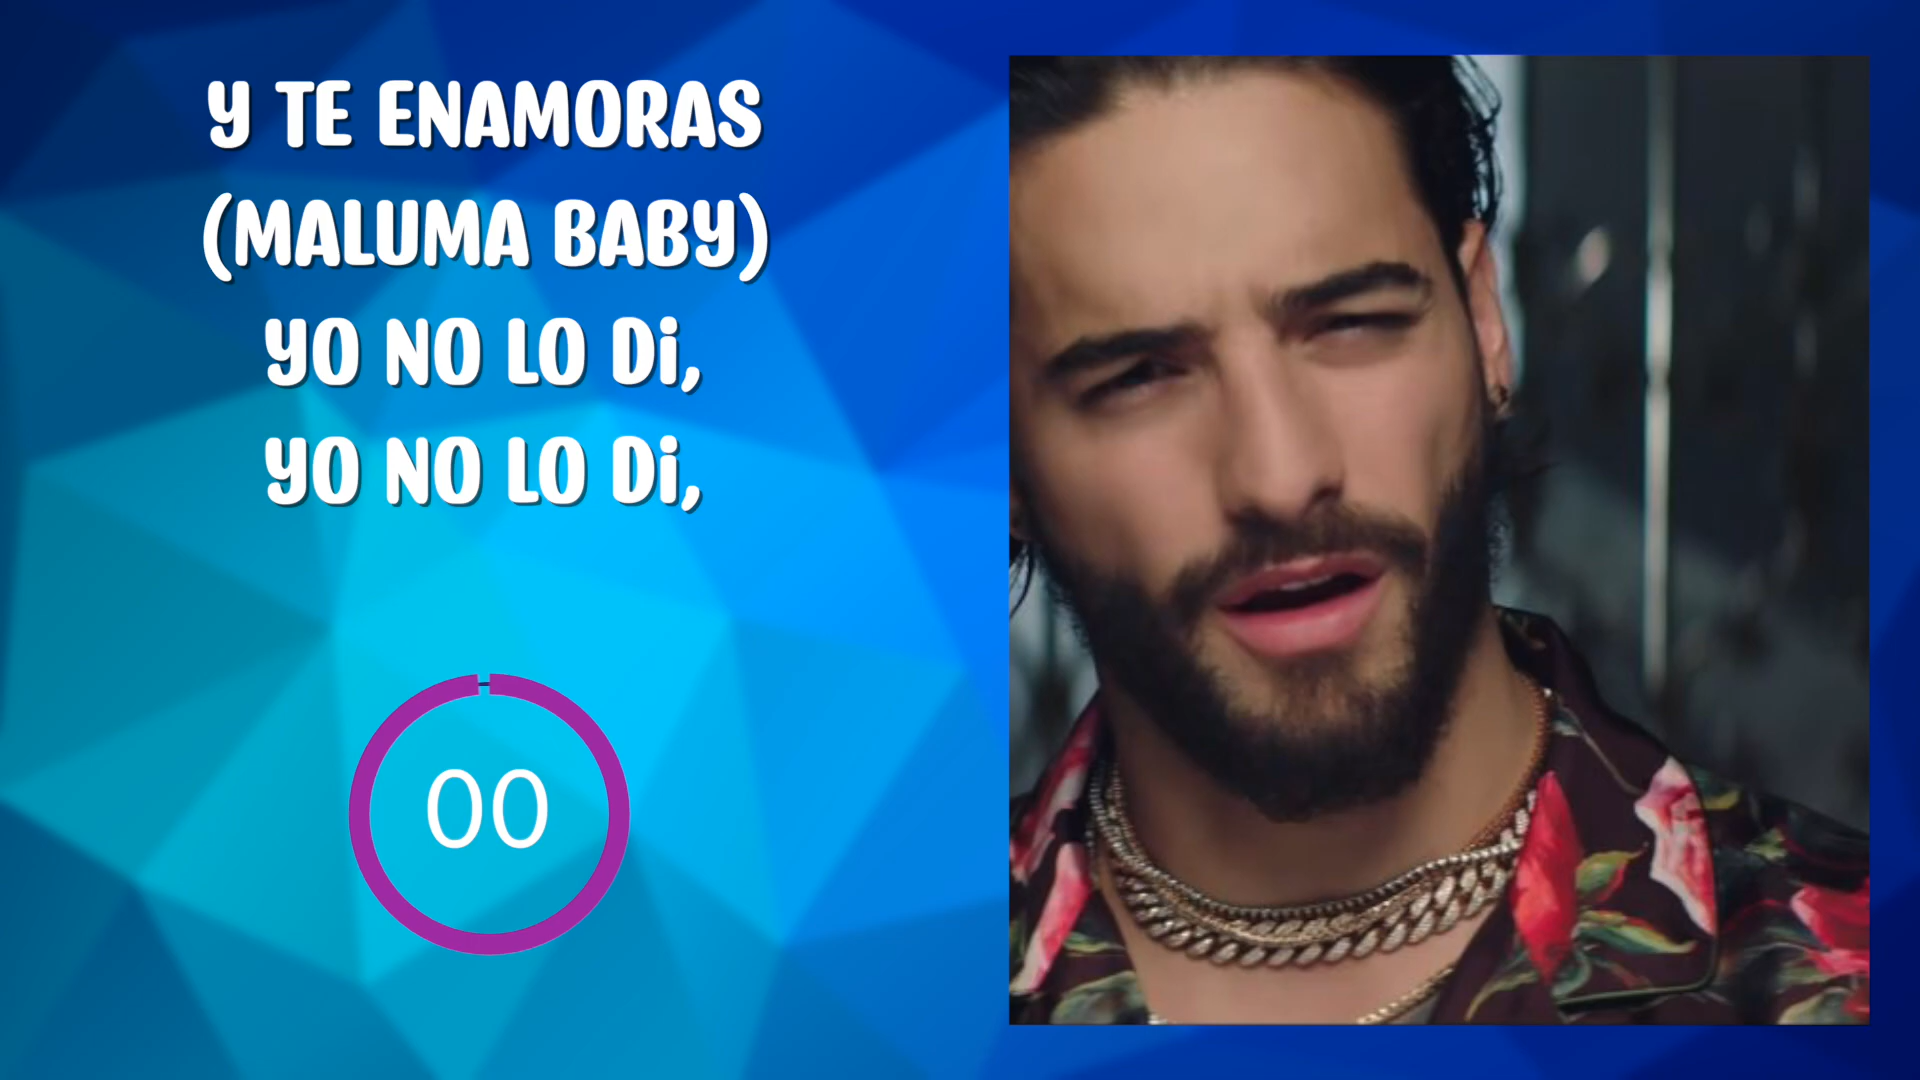 Y TE ENAMORAS
(MALUMA BABY)
YO NO LO Di,
YO NO LO Di,
00